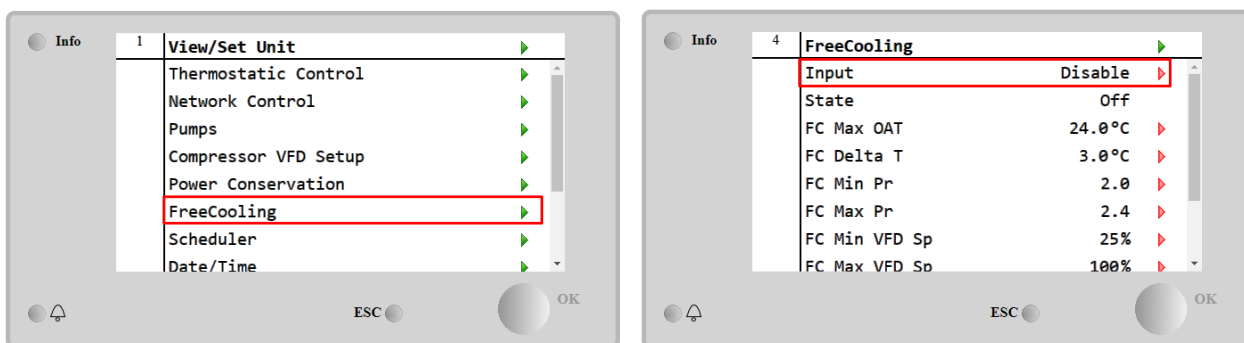 Info
1 View/Set Unit
Thermostatic Control
Network Control
Pumps
Compressor VFD Setup
Power Conservation
FreeCooling
Scheduler
Date/Time
ESC
OK
Info
4 FreeCooling
Input Disable
State Off
FC Max OAT 24.0°C
FC Delta T 3.0°C
FC Min Pr 2.0
FC Max Pr 2.4
FC Min VFD Sp 25%
FC Max VFD Sp 100%
ESC
OK